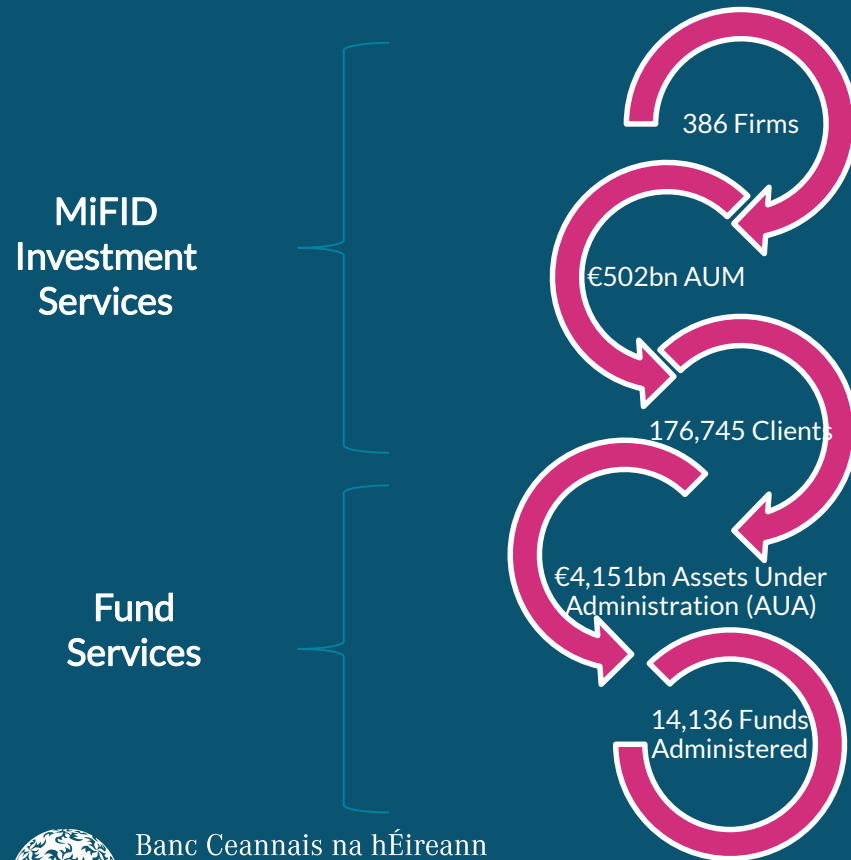 MiFID
Investment
Services
386 Firms
€502bn AUM
176,745 Clients
Fund
Services
€4,151bn Assets Under
Administration (AUA)
14,136 Funds
Administered
Banc Ceannais na hÉireann